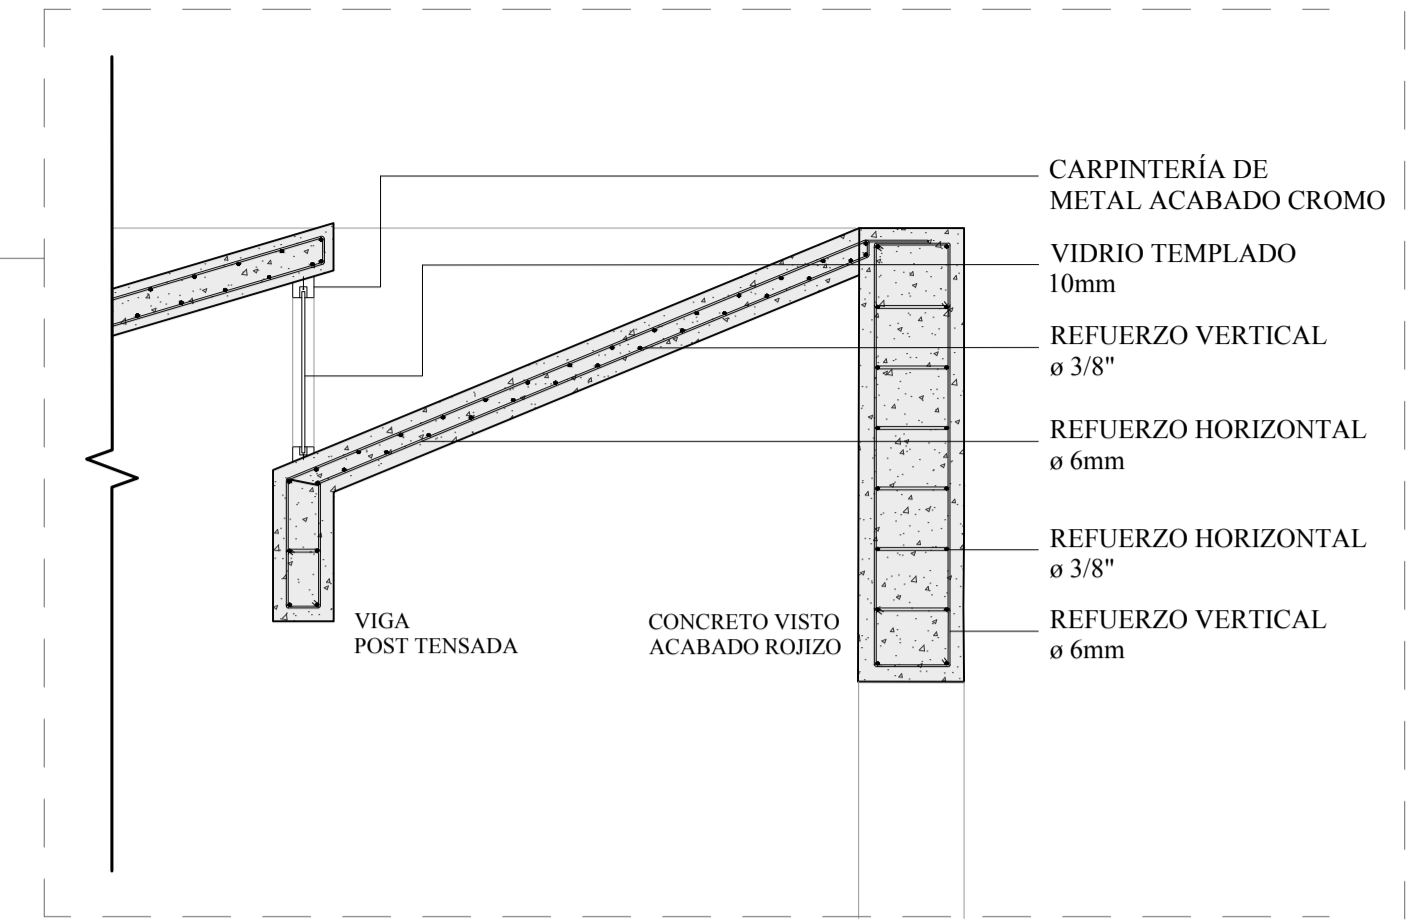 CARPINTERÍA DE
METAL ACABADO CROMO
VIDRIO TEMPLADO
10mm
REFUERZO VERTICAL
ø 3/8"
REFUERZO HORIZONTAL
ø 6mm
REFUERZO HORIZONTAL
ø 3/8"
REFUERZO VERTICAL
ø 6mm
VIGA
POST TENSADA
CONCRETO VISTO
ACABADO ROJIZO